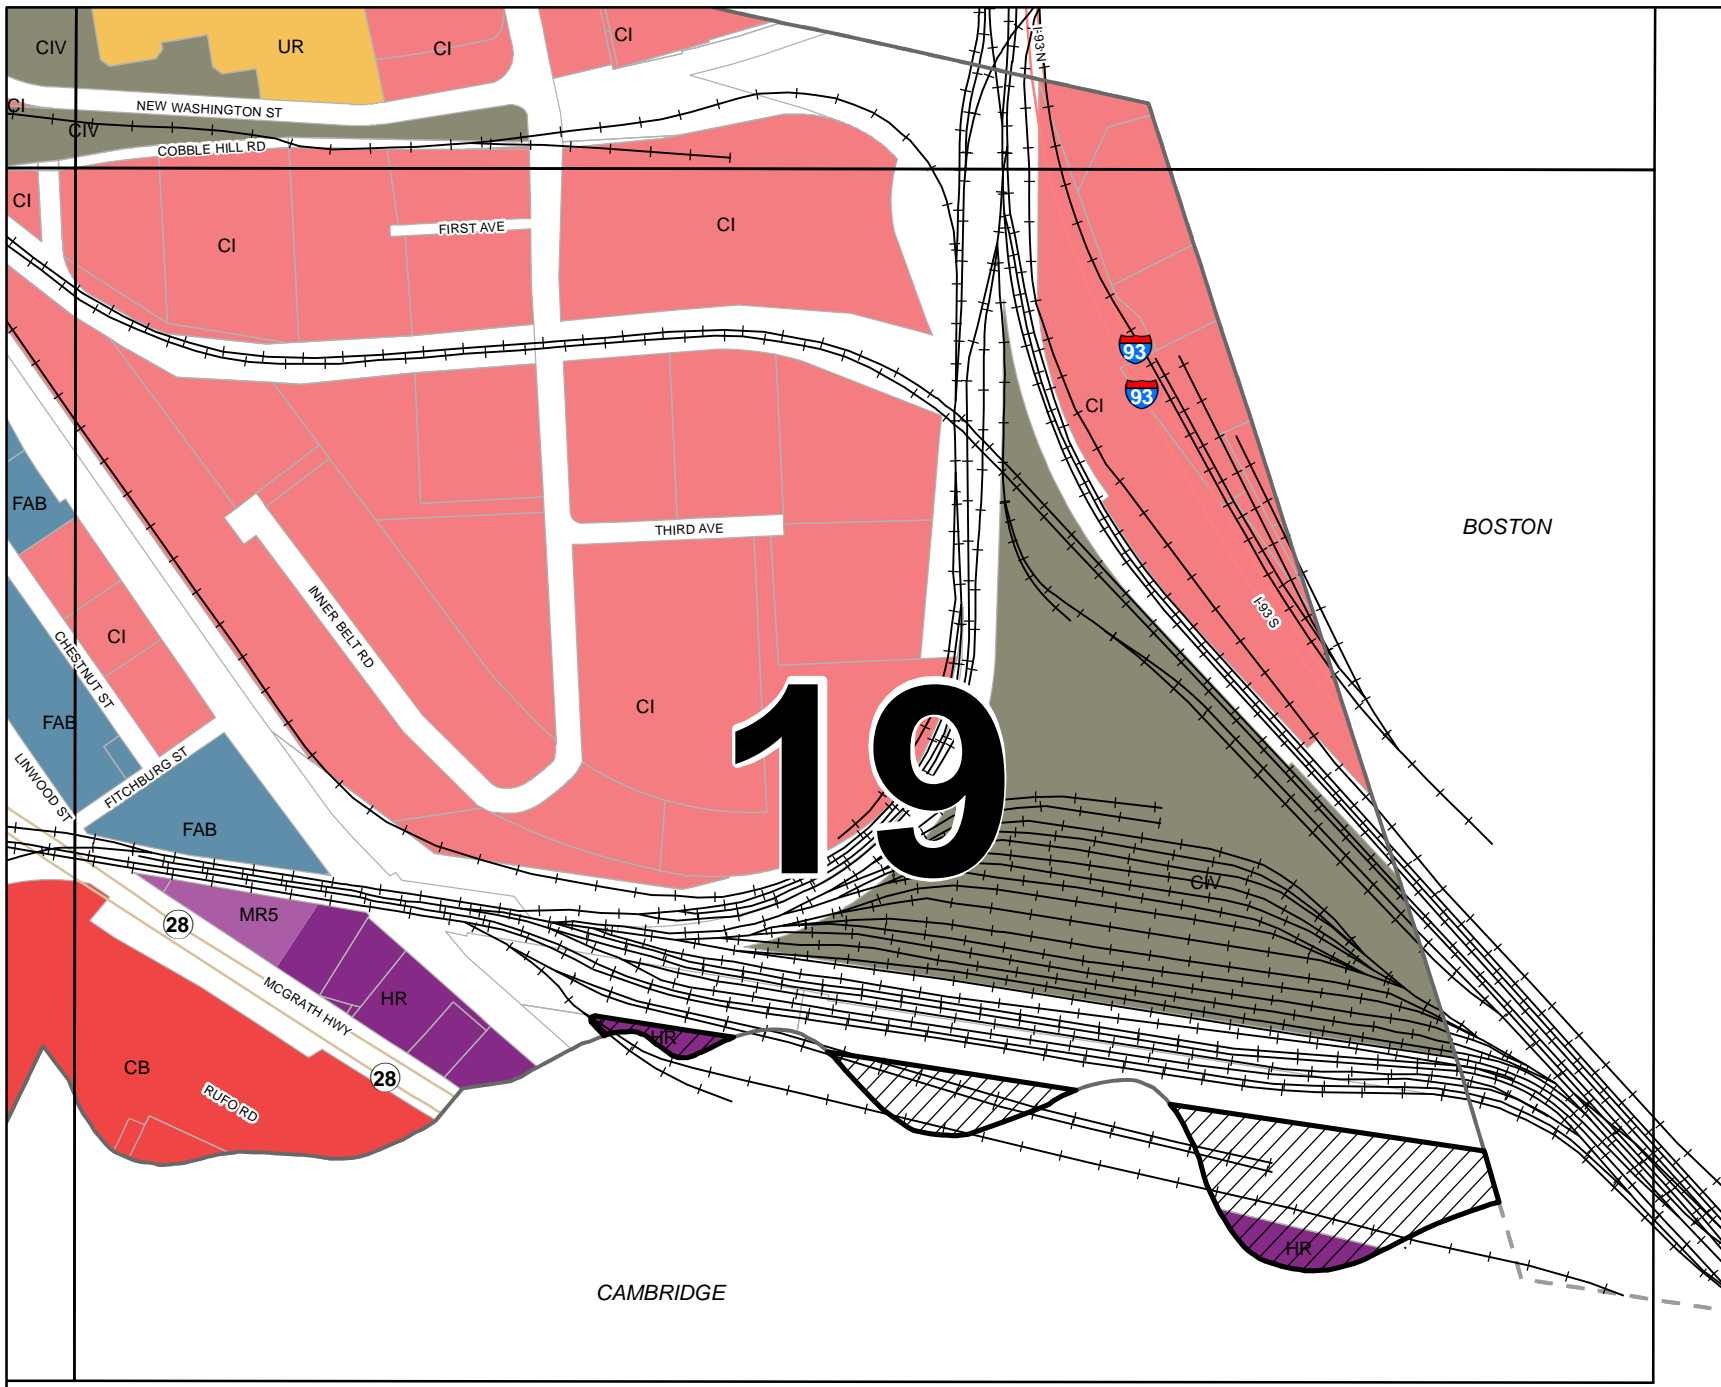 CIV
UR
CI
CI
I-93 N
CI
NEW WASHINGTON ST
CIV
COBBLE HILL RD
CI
CI
FIRST AVE
CI
93
93
CI
FAB
THIRD AVE
BOSTON
INNER BELT RD
I-93 S
CI
CHESTNUT ST
CI
FAB
19
LINWOOD ST
FITCHBURG ST
FAB
CIV
MR5
28
HR
MCGRATH HWY
HR
CB
28
RUFO RD
HR
CAMBRIDGE